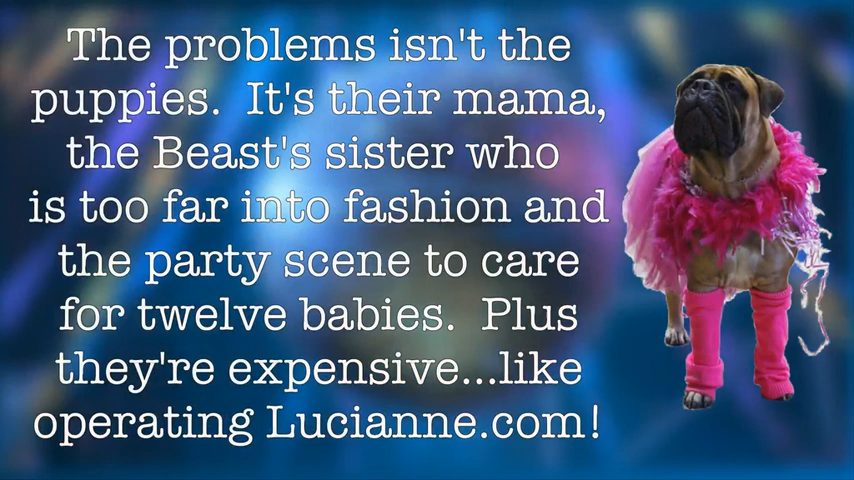 The problems isn't the
puppies.  It's their mama,
the Beast's sister who
is too far into fashion and
the party scene to care
for twelve babies.  Plus
they're expensive...like
operating Lucianne.com!